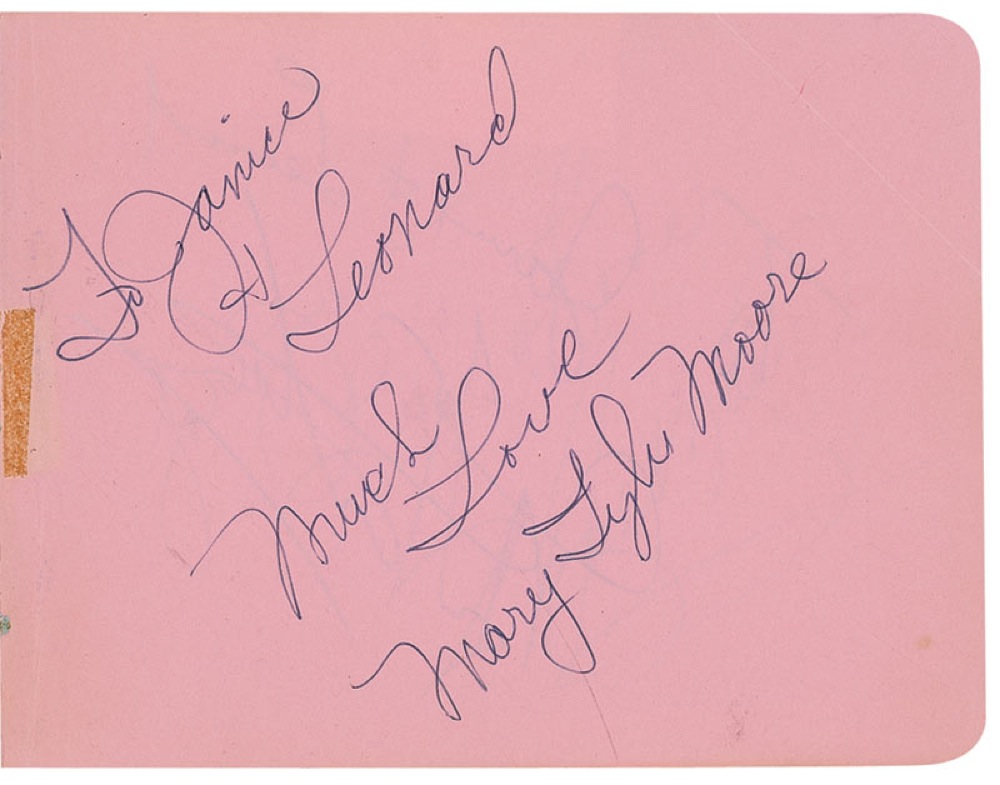 To Janice
Leonard
Much Love
Mary Tyler Moore